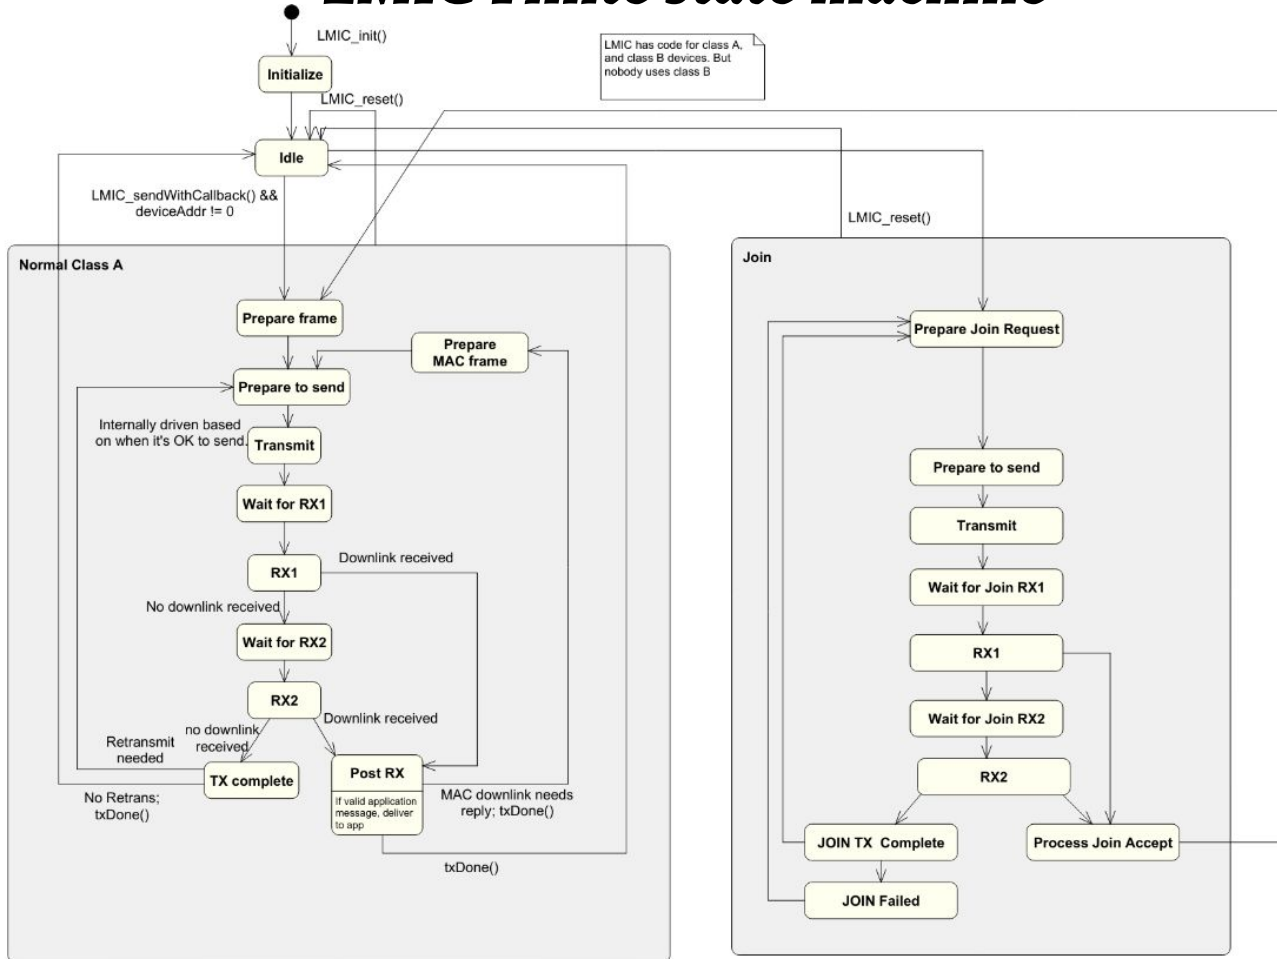 LMIC Finite state machine
LMIC_init()
LMIC has code for class A,
and class B devices. But
nobody uses class B
Initialize
LMIC_reset()
Idle
LMIC_sendWithCallback() &&
deviceAddr != 0
LMIC_reset()
Normal Class A
Prepare frame
Prepare
MAC frame
Prepare to send
Internally driven based
on when it's OK to send.
Transmit
Wait for RX1
RX1
Downlink received
No downlink received
Wait for RX2
RX2
no downlink
received
Downlink received
Retransmit
needed
TX complete
Post RX
If valid application
message, deliver
to app
No Retrans;
txDone()
MAC downlink needs
reply; txDone()
txDone()
Join
Prepare Join Request
Prepare to send
Transmit
Wait for Join RX1
RX1
Wait for Join RX2
RX2
JOIN TX  Complete
Process Join Accept
JOIN Failed